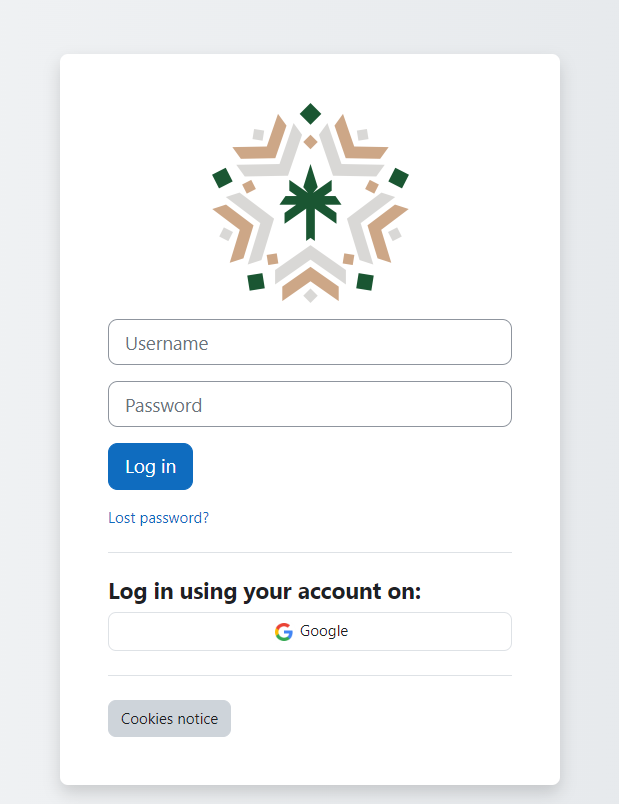 Username
Password
Log in
Lost password?
Log in using your account on:
Google
Cookies notice